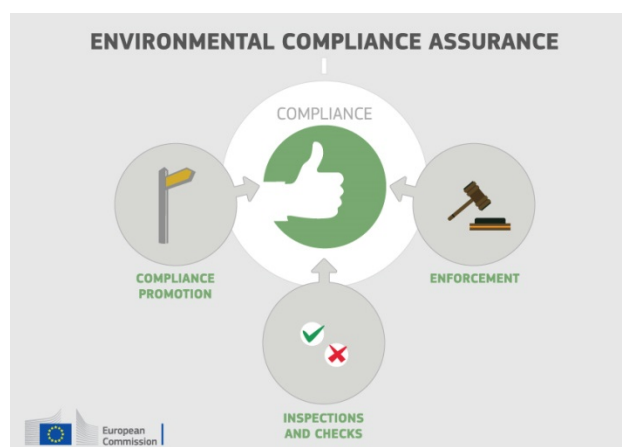 ENVIRONMENTAL COMPLIANCE ASSURANCE
COMPLIANCE
COMPLIANCE
PROMOTION
ENFORCEMENT
INSPECTIONS
AND CHECKS
European
Commission